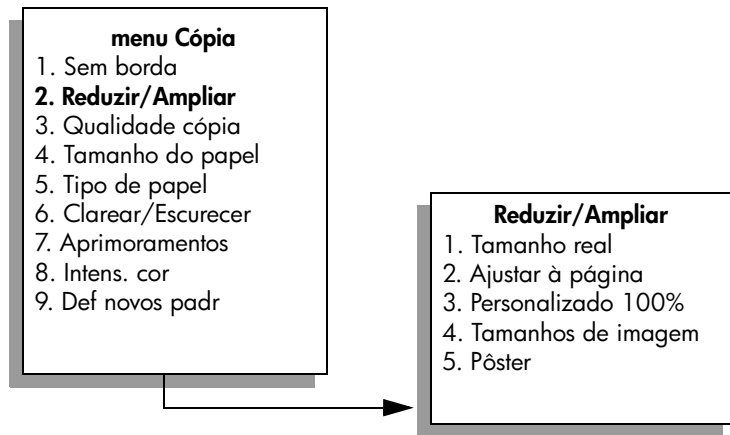 menu Cópia
1. Sem borda
2. Reduzir/Ampliar
3. Qualidade cópia
4. Tamanho do papel
5. Tipo de papel
6. Clarear/Escurecer
7. Aprimoramentos
8. Intens. cor
9. Def novos padr
Reduzir/Ampliar
1. Tamanho real
2. Ajustar à página
3. Personalizado 100%
4. Tamanhos de imagem
5. Pôster